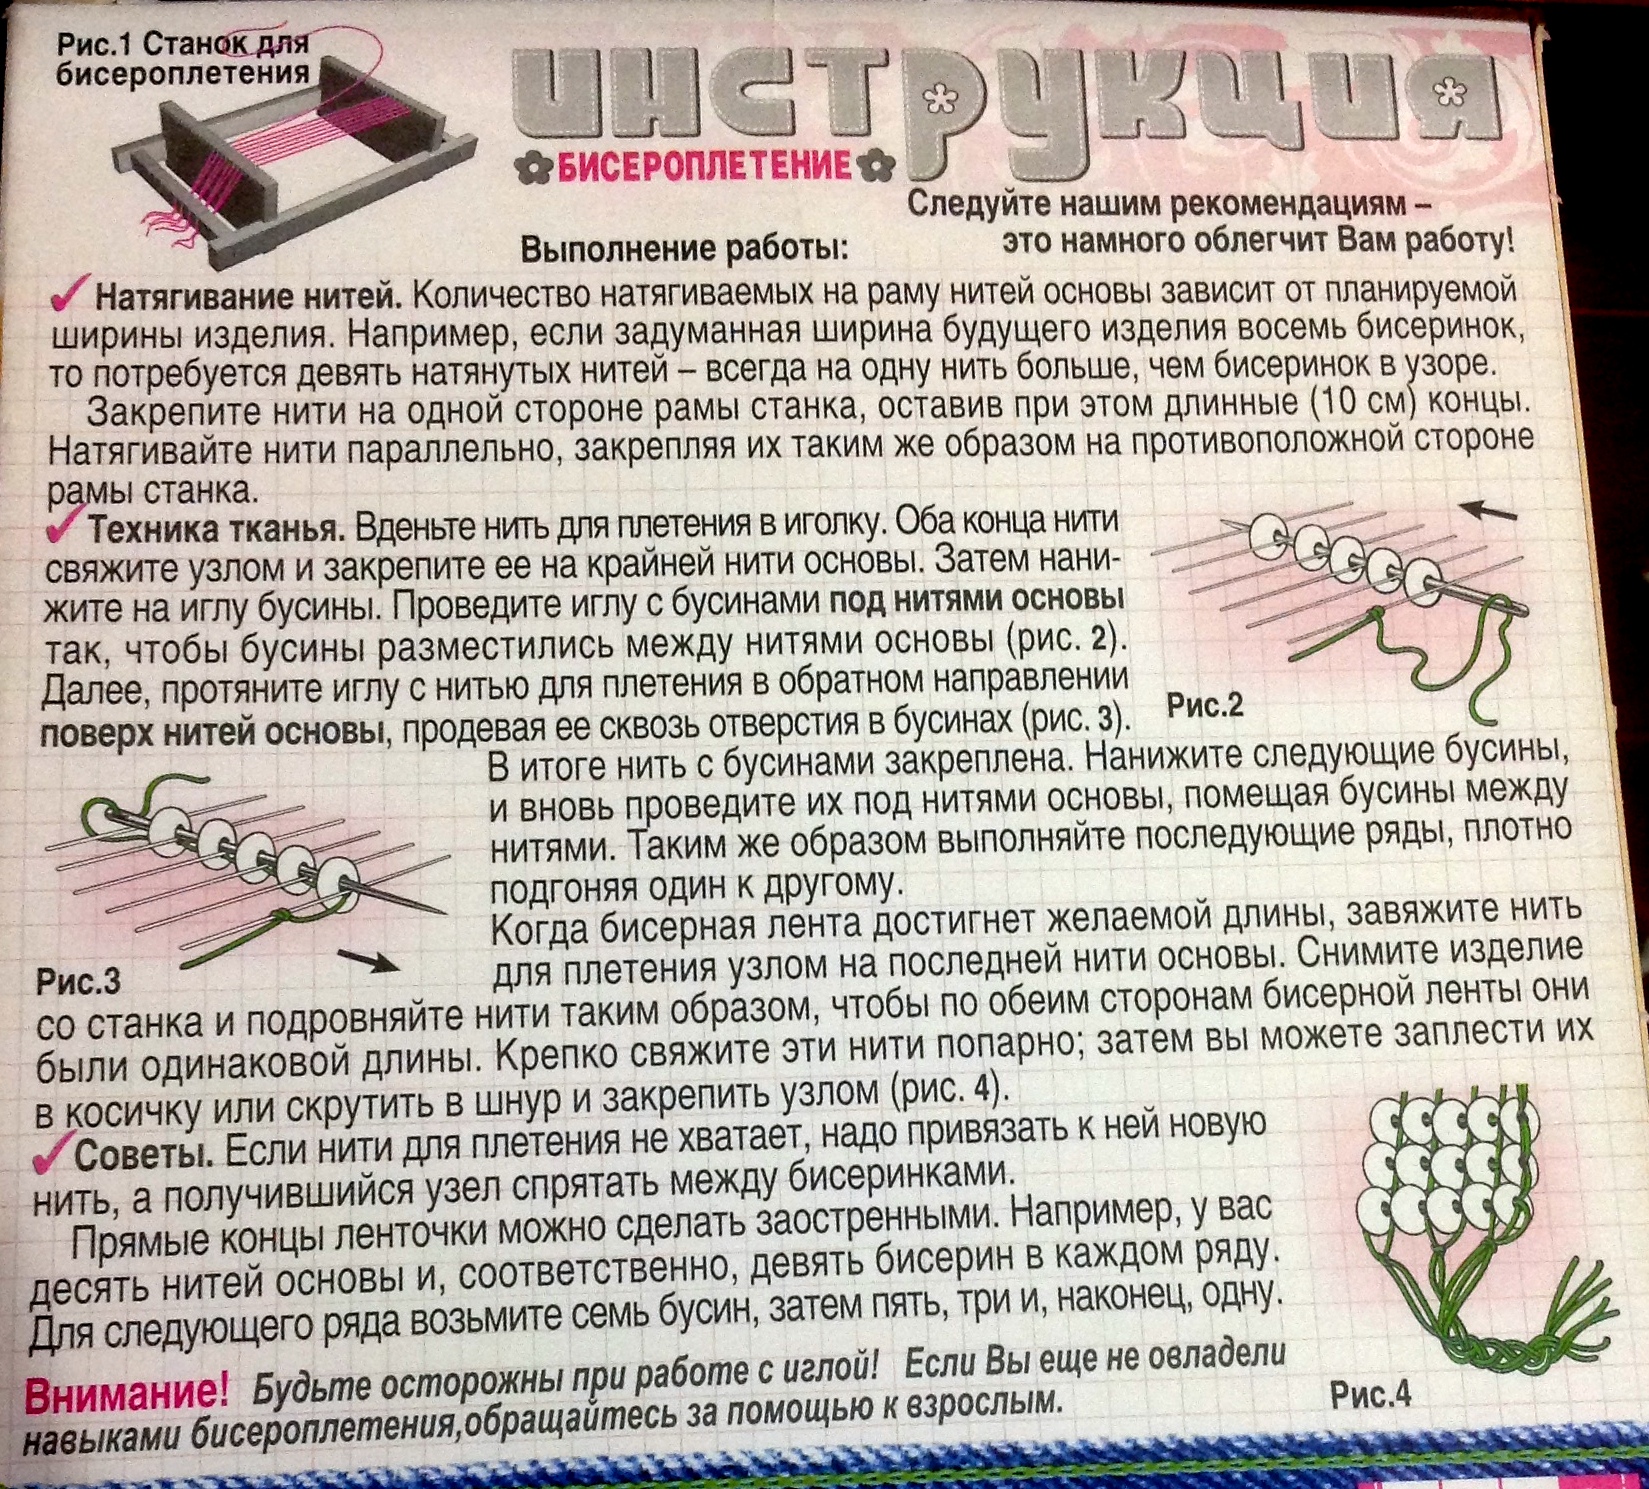 Рис.1 Станок для
бисероплетения
инструкция
БИСЕРОПЛЕТЕНИЕ
Следуйте нашим рекомендациям –
это намного облегчит Вам работу!
Выполнение работы:
Натягивание нитей. Количество натягиваемых на раму нитей основы зависит от планируемой
ширины изделия. Например, если задуманная ширина будущего изделия восемь бисеринок,
то потребуется девять натянутых нитей – всегда на одну нить больше, чем бисеринок в узоре.
Закрепите нити на одной стороне рамы станка, оставив при этом длинные (10 см) концы.
Натягивайте нити параллельно, закрепляя их таким же образом на противоположной стороне
рамы станка.
Техника тканья. Вденьте нить для плетения в иголку. Оба конца нити
свяжите узлом и закрепите ее на крайней нити основы. Затем нани-
жите на иглу бусины. Проведите иглу с бусинами под нитями основы
так, чтобы бусины разместились между нитями основы (рис. 2).
Далее, протяните иглу с нитью для плетения в обратном направлении
поверх нитей основы, продевая ее сквозь отверстия в бусинах (рис. 3).
Рис.2
В итоге нить с бусинами закреплена. Нанижите следующие бусины,
и вновь проведите их под нитями основы, помещая бусины между
нитями. Таким же образом выполняйте последующие ряды, плотно
подгоняя один к другому.
Когда бисерная лента достигнет желаемой длины, завяжите нить
для плетения узлом на последней нити основы. Снимите изделие
Рис.3
со станка и подровняйте нити таким образом, чтобы по обеим сторонам бисерной ленты они
были одинаковой длины. Крепко свяжите эти нити попарно; затем вы можете заплести их
в косичку или скрутить в шнур и закрепить узлом (рис. 4).
Советы. Если нити для плетения не хватает, надо привязать к ней новую
нить, а получившийся узел спрятать между бисеринками.
Прямые концы ленточки можно сделать заостренными. Например, у вас
десять нитей основы и, соответственно, девять бисерин в каждом ряду.
Для следующего ряда возьмите семь бусин, затем пять, три и, наконец, одну.
Внимание! Будьте осторожны при работе с иглой! Если Вы еще не овладели
навыками бисероплетения,обращайтесь за помощью к взрослым.
Рис.4